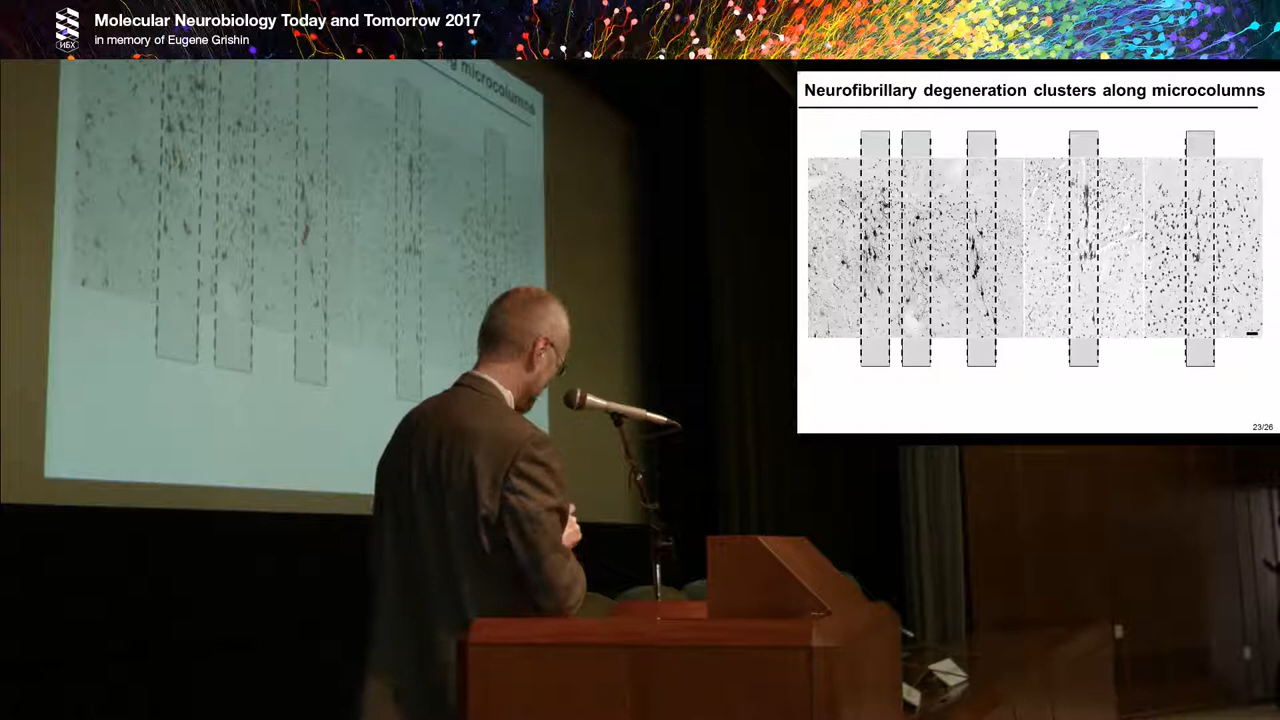 Molecular Neurobiology Today and Tomorrow 2017
in memory of Eugene Grishin
ИБХ
microcolumns
Neurofibrillary degeneration clusters along microcolumns
23/26